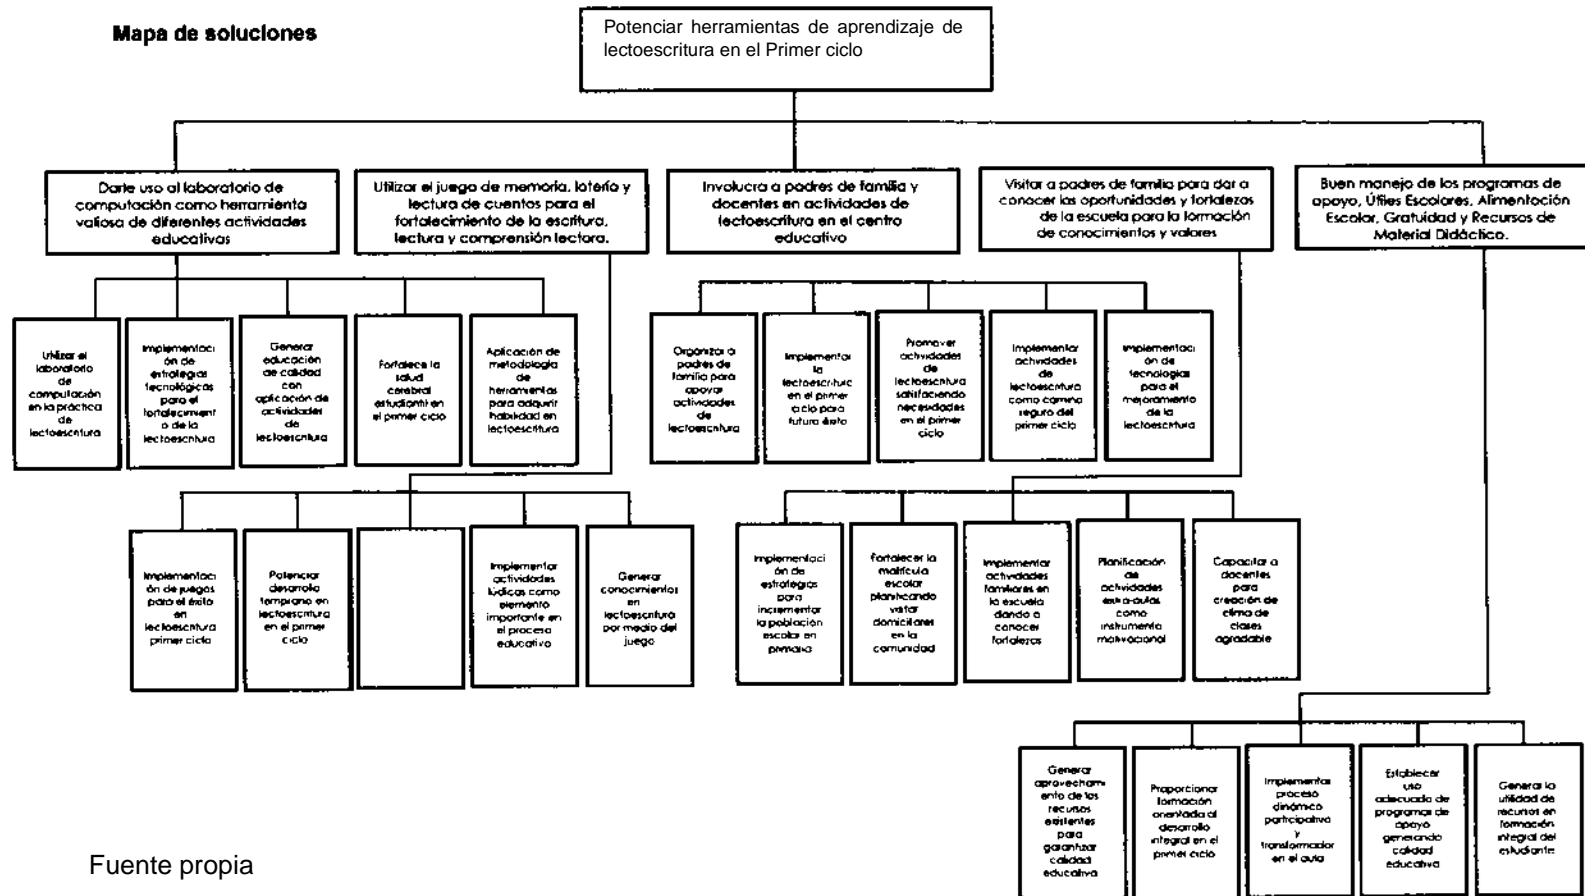 Mapa de soluciones
Potenciar herramientas de aprendizaje de
lectoescritura en el Primer ciclo
Darle uso al laboratorio de
computación como herramienta
valiosa de diferentes actividades
educativas
Utilizar el juego de memoria, lotería y
lectura de cuentos para el
fortalecimiento de la escritura,
lectura y comprensión lectora.
Involucra a padres de familia y
docentes en actividades de
lectoescritura en el centro
educativo
Visitar a padres de familia para dar a
conocer las oportunidades y fortalezas
de la escuela para la formación
de conocimientos y valores
Buen manejo de los programas de
apoyo, Útiles Escolares, Alimentación
Escolar, Gratuidad y Recursos de
Material Didáctico.
Utilizar el
laboratorio
de
computación
en la práctica
de
lectoescritura
Implementaci
ón de
estrategias
tecnológicas
para el
fortalecimient
o de la
lectoescritura
Generar
educación
de calidad
con
aplicación de
actividades
de
lectoescritura
Fortalece la
salud
cerebral
estudiantil en
el primer ciclo
Aplicación de
metodología
de
herramientas
para adquirir
habilidad en
lectoescritura
Organizar a
padres de
familia para
apoyar
actividades
de
lectoescritura
Implementar
la
lectoescritura
en el primer
ciclo para
futuro éxito
Promover
actividades
de
lectoescritura
satisfaciendo
necesidades
en el primer
ciclo
Implementar
actividades
de
lectoescritura
como camino
seguro del
primer ciclo
Implementaci
ón de
tecnologías
para el
mejoramiento
de la
lectoescritura
Implementaci
ón de juegos
para el éxito
en
lectoescritura
primer ciclo
Potenciar
desarrollo
temprano en
lectoescritura
en el primer
ciclo
Implementar
actividades
lúdicas como
elemento
importante en
el proceso
educativo
Generar
conocimientos
en
lectoescritura
por medio del
juego
Implementaci
ón de
estrategias
para
incrementar
la población
escolar en
primaria
Fortalecer la
matrícula
escolar
planificando
visitar
domiciliares
en la
comunidad
Implementar
actividades
familiares en
la escuela
dando a
conocer
fortalezas
Planificación
de
actividades
extra-aulas
como
instrumento
motivacional
Capacitar a
docentes
para
creación de
clima de
clases
agradable
Generar
aprovechami
ento de los
recursos
existentes
para
garantizar
calidad
educativa
Proporcionar
formación
orientada al
desarrollo
integral en el
primer ciclo
Implementar
proceso
dinámico
participativo
y
transformador
en el aula
Establecer
uso
adecuado de
programas de
apoyo
generando
calidad
educativa
Generar la
utilidad de
recursos en
formación
integral del
estudiante
Fuente propia